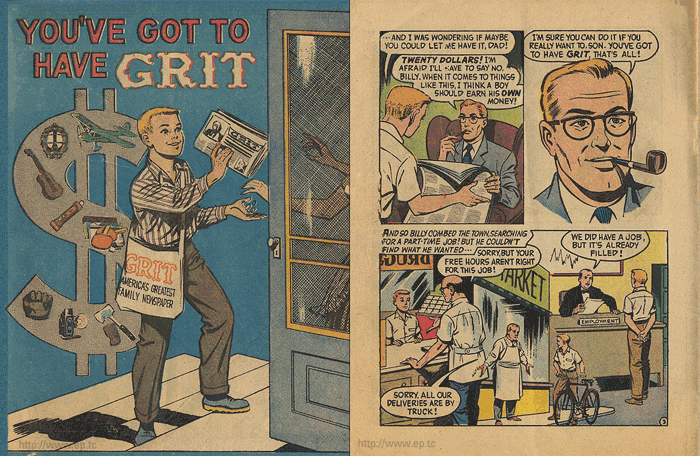 YOU'VE GOT TO
HAVE GRIT
GRIT
GRIT
AMERICA'S GREATEST
FAMILY NEWSPAPER
http://www.ep.tc
...AND I WAS WONDERING IF MAYBE
YOU COULD LET ME HAVE IT, DAD!
TWENTY DOLLARS! I'M
AFRAID I'LL HAVE TO SAY NO,
BILLY. WHEN IT COMES TO THINGS
LIKE THIS, I THINK A BOY
SHOULD EARN HIS OWN
MONEY!
I'M SURE YOU CAN DO IT IF YOU
REALLY WANT TO, SON. YOU'VE GOT
TO HAVE GRIT, THAT'S ALL!
AND SO BILLY COMBED THE TOWN, SEARCHING
FOR A PART-TIME JOB! BUT HE COULDN'T
FIND WHAT HE WANTED...
SORRY, BUT YOUR
FREE HOURS AREN'T RIGHT
FOR THIS JOB!
WE DID HAVE A JOB,
BUT IT'S ALREADY
FILLED!
DRUGS
MARKET
EMPLOYMENT
SORRY, ALL OUR
DELIVERIES ARE BY
TRUCK!
3
http://www.ep.tc